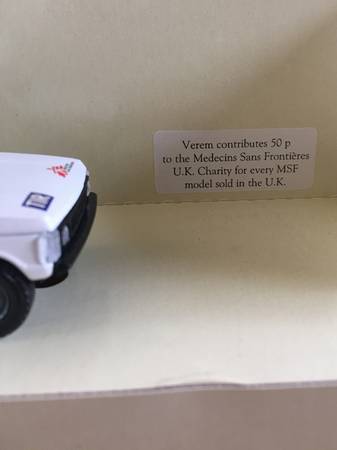 Verem contributes 50 p
to the Medecins Sans Frontières
U.K. Charity for every MSF
model sold in the U.K.